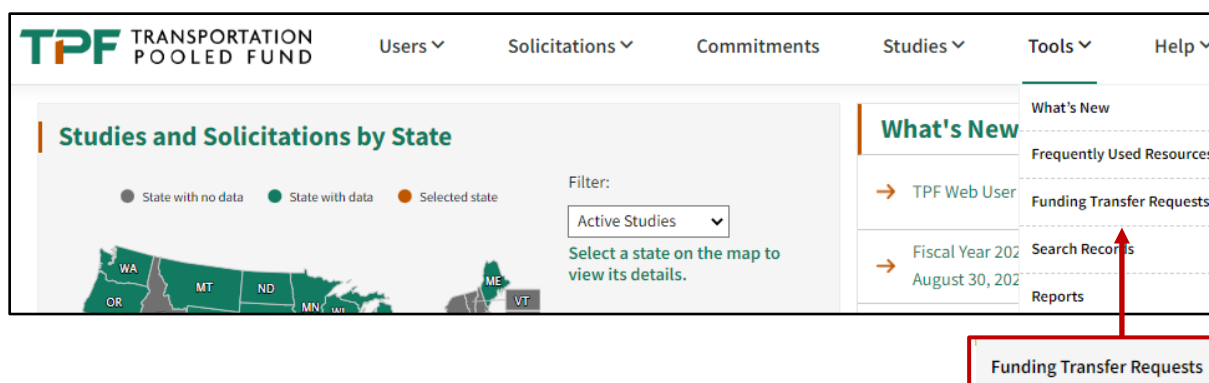 TPF TRANSPORTATION POOLED FUND
Users
Solicitations
Commitments
Studies
Tools
Help
Studies and Solicitations by State
State with no data
State with data
Selected state
Filter:
Active Studies
Select a state on the map to
view its details.
WA
OR
MT
ND
MN
WI
ME
VT
What's New
TPF Web User
Fiscal Year 202
August 30, 202
What's New
Frequently Used Resources
Funding Transfer Requests
Search Records
Reports
Funding Transfer Requests